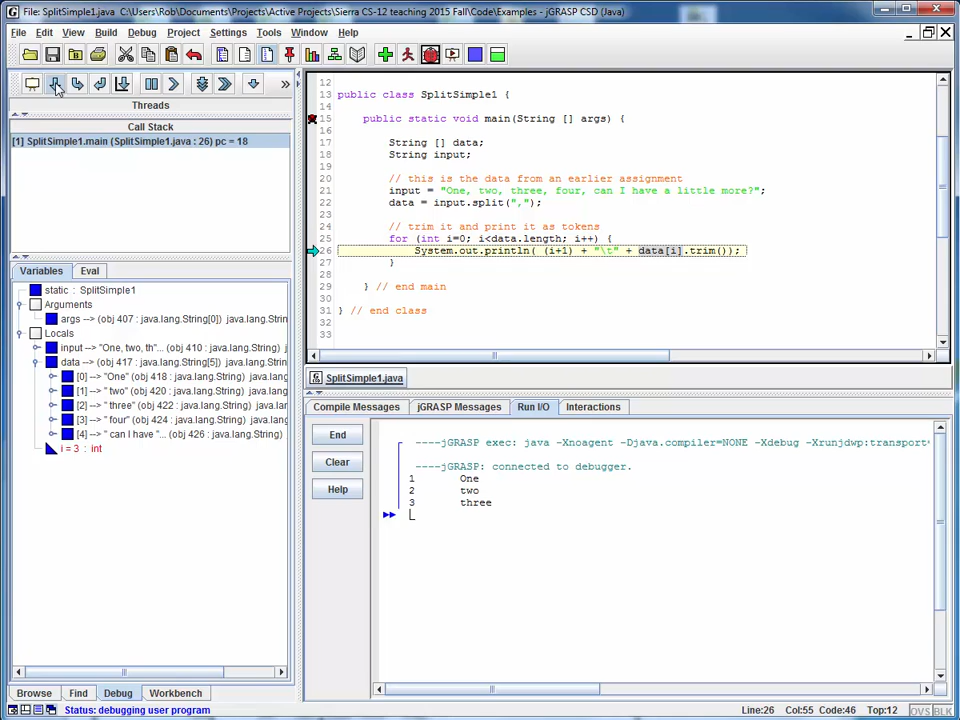 File: SplitSimple1.java C:\Users\Rob\Documents\Projects\Active Projects\Sierra CS-12 teaching 2015 Fall\Code\Examples - jGRASP CSD (Java)
File Edit View Build Debug Project Settings Tools Window Help
»
Threads
Call Stack
[1] SplitSimple1.main (SplitSimple1.java : 26) pc = 18
Variables Eval
static : SplitSimple1
Arguments
args --> (obj 407 : java.lang.String[0]) java.lang.Str
Locals
input --> "One, two, th"... (obj 410 : java.lang.String)
data --> (obj 417 : java.lang.String[5]) java.lang.Str
[0] --> "One" (obj 418 : java.lang.String)
[1] --> " two" (obj 420 : java.lang.String)
[2] --> " three" (obj 422 : java.lang.String)
[3] --> " four" (obj 424 : java.lang.String)
[4] --> " can I have "... (obj 426 : java.lang.String)
i = 3 : int
Browse Find Debug Workbench
12
13 public class SplitSimple1 {
14
15 public static void main(String [] args) {
16
17 String [] data;
18 String input;
19
20 // this is the data from an earlier assignment
21 input = "One, two, three, four, can I have a little more?";
22 data = input.split(",");
23
24 // trim it and print it as tokens
25 for (int i=0; i<data.length; i++) {
26 System.out.println( (i+1) + "\t" + data[i].trim());
27 }
28
29 } // end main
30
31 } // end class
32
33
SplitSimple1.java
Compile Messages jGRASP Messages Run I/O Interactions
End
Clear
Help
----jGRASP exec: java -Xnoagent -Djava.compiler=NONE -Xdebug -Xrunjdwp:transport=
----jGRASP: connected to debugger.
1 One
2 two
3 three
Status: debugging user program
Line:26 Col:55 Code:46 Top:12 OVS BLK